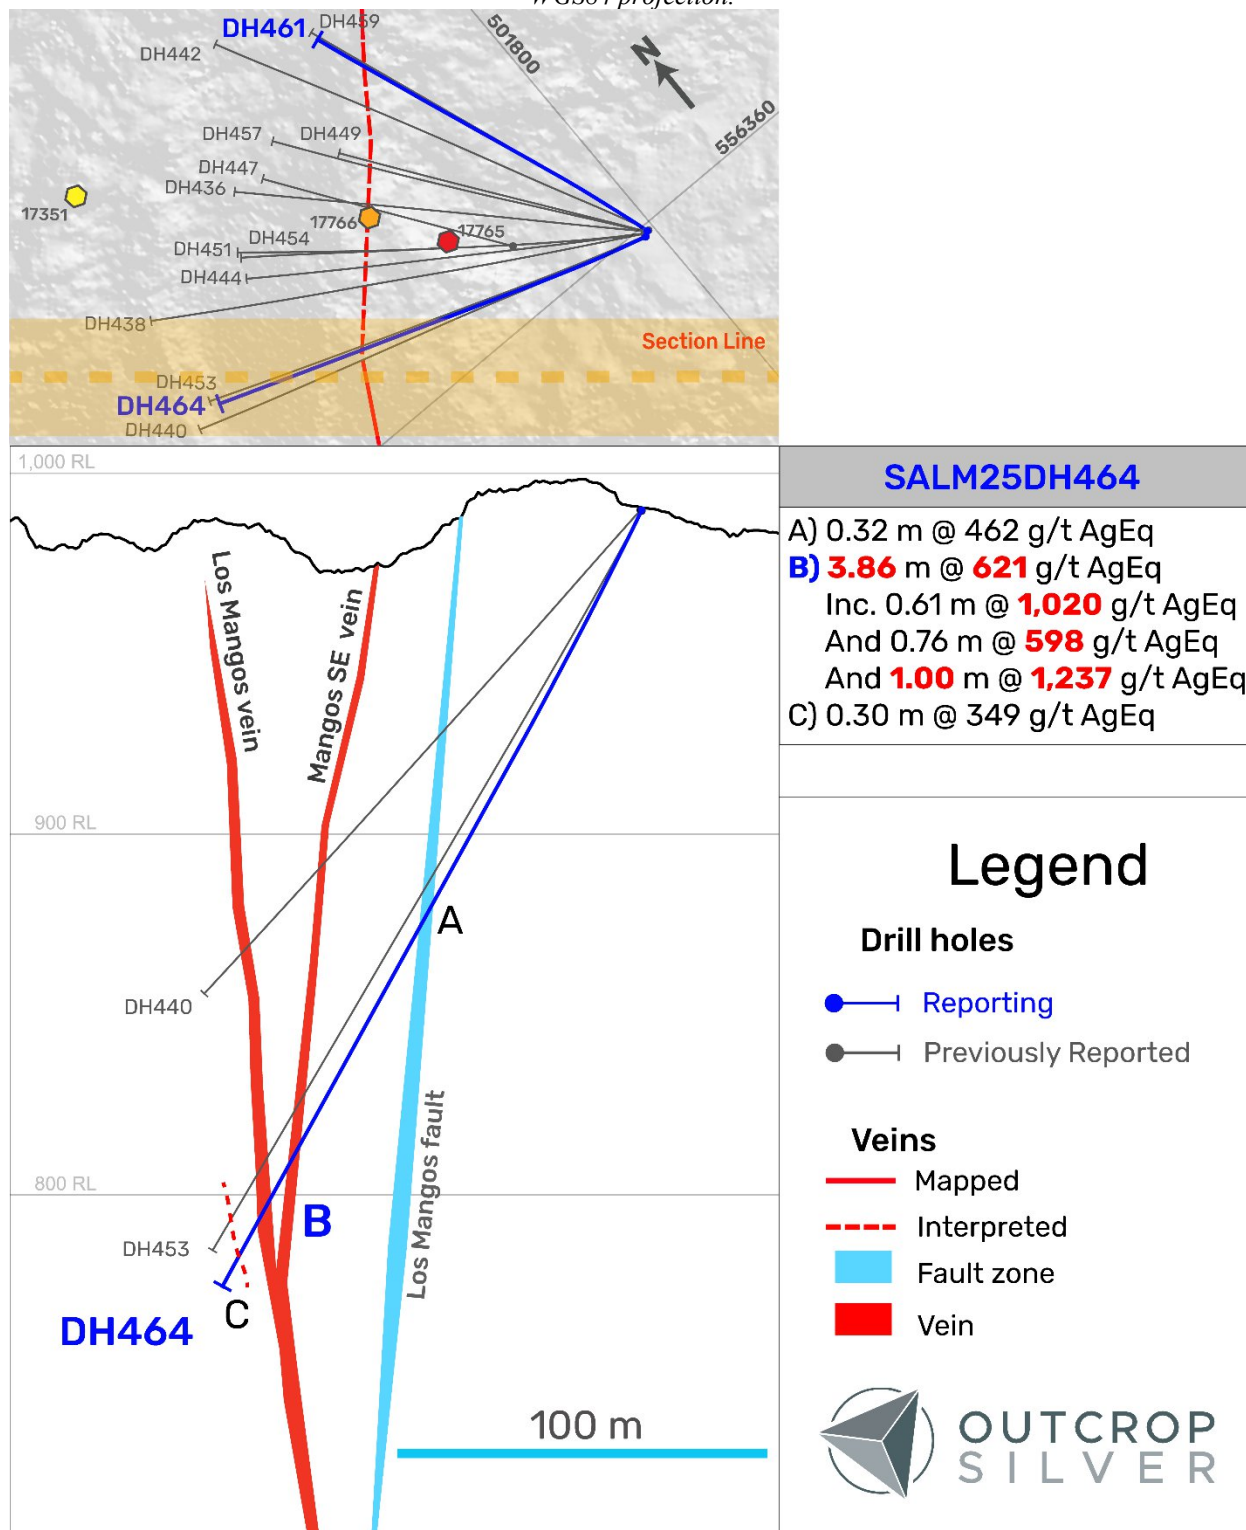 WGS84 projection.
DH461
DH459
DH442
501800
N
556360
DH457
DH449
DH447
DH436
17351
17766
17765
DH451
DH454
DH444
DH438
Section Line
DH453
DH464
DH440
1,000 RL
SALM25DH464
A) 0.32 m @ 462 g/t AgEq
B) 3.86 m @ 621 g/t AgEq
Inc. 0.61 m @ 1,020 g/t AgEq
And 0.76 m @ 598 g/t AgEq
And 1.00 m @ 1,237 g/t AgEq
C) 0.30 m @ 349 g/t AgEq
Los Mangos vein
Mangos SE vein
900 RL
A
DH440
Los Mangos fault
800 RL
B
DH453
C
DH464
100 m
Legend
Drill holes
Reporting
Previously Reported
Veins
Mapped
Interpreted
Fault zone
Vein
OUTCROP
SILVER